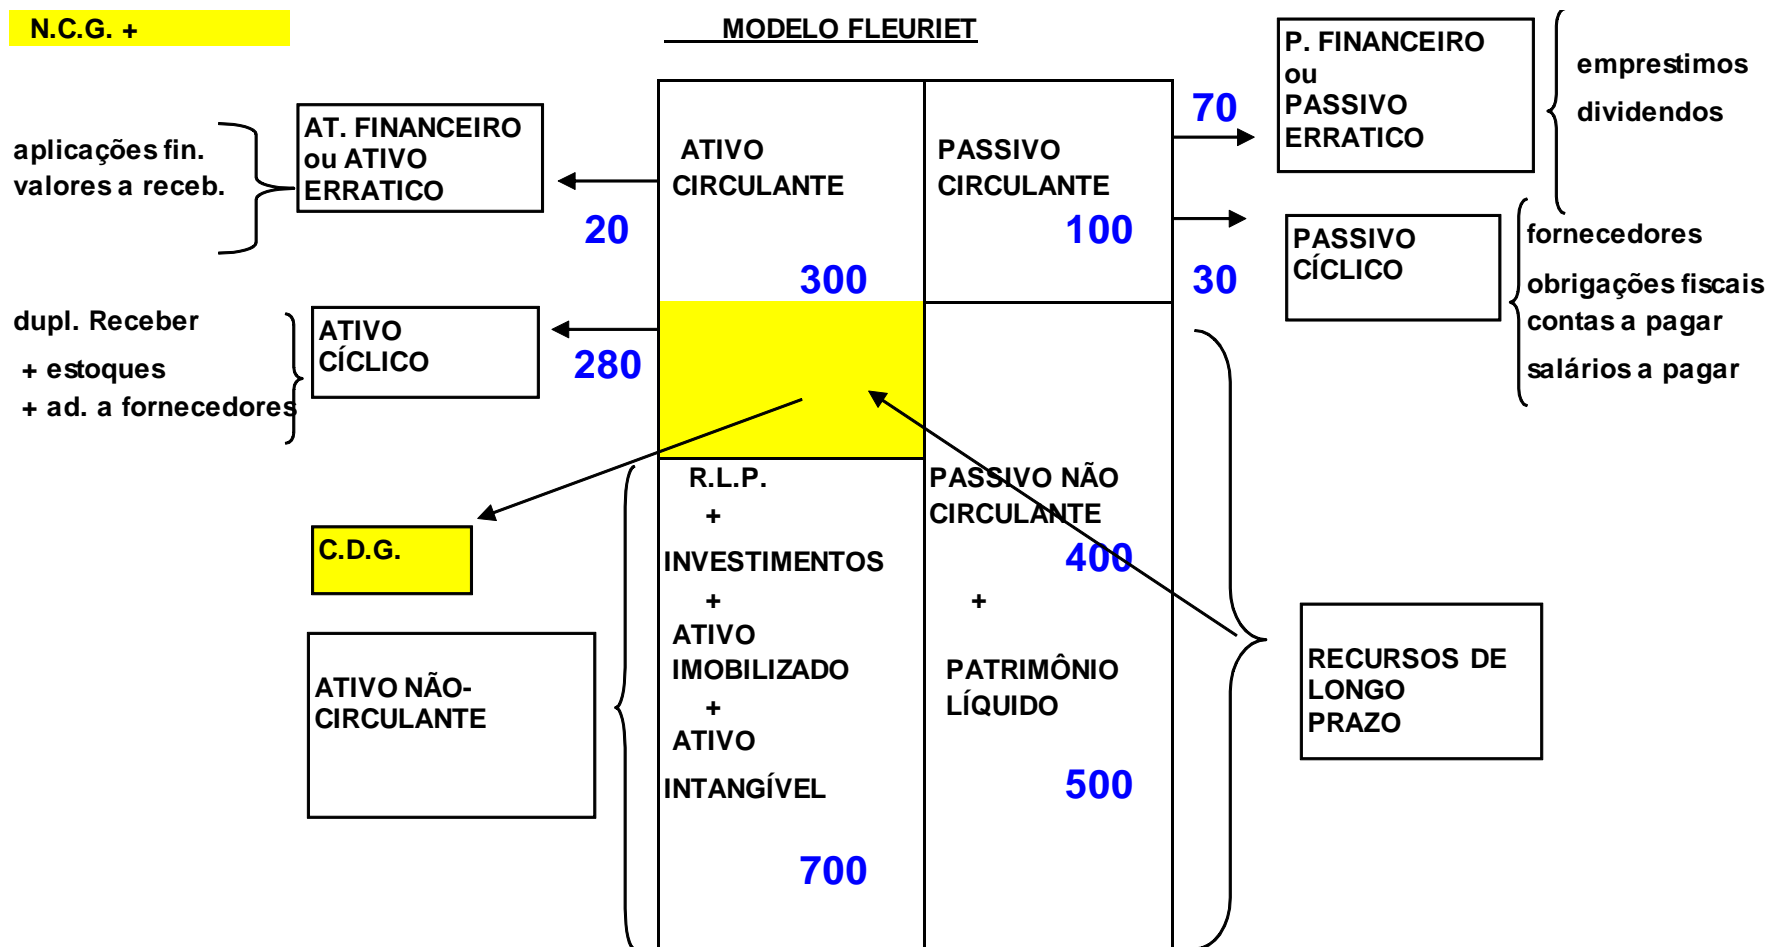 N.C.G. +
MODELO FLEURIET
aplicações fin.
valores a receb.
AT. FINANCEIRO
ou ATIVO
ERRATICO
20
dupl. Receber
+ estoques
+ ad. a fornecedores
ATIVO
CÍCLICO
280
C.D.G.
ATIVO NÃO-
CIRCULANTE
ATIVO
CIRCULANTE
300
R.L.P.
+
INVESTIMENTOS
+
ATIVO
IMOBILIZADO
+
ATIVO
INTANGÍVEL
700
PASSIVO
CIRCULANTE
100
PASSIVO NÃO
CIRCULANTE
400
+
PATRIMÔNIO
LÍQUIDO
500
70
P. FINANCEIRO
ou
PASSIVO
ERRATICO
emprestimos
dividendos
30
PASSIVO
CÍCLICO
fornecedores
obrigações fiscais
contas a pagar
salários a pagar
RECURSOS DE
LONGO
PRAZO